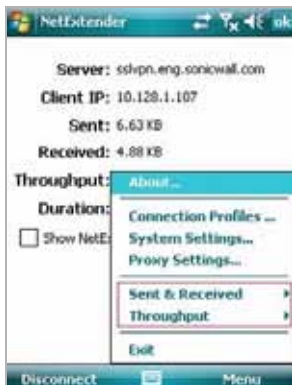 NetExtender ok
Server: sslvpn.eng.sonicwall.com
Client IP: 10.128.1.107
Sent: 6.63 KB
Received: 4.88 KB
Throughput:
Duration:
Show NetE
About...
Connection Profiles ...
System Settings...
Proxy Settings...
Sent & Received
Throughput
Exit
Disconnect Menu